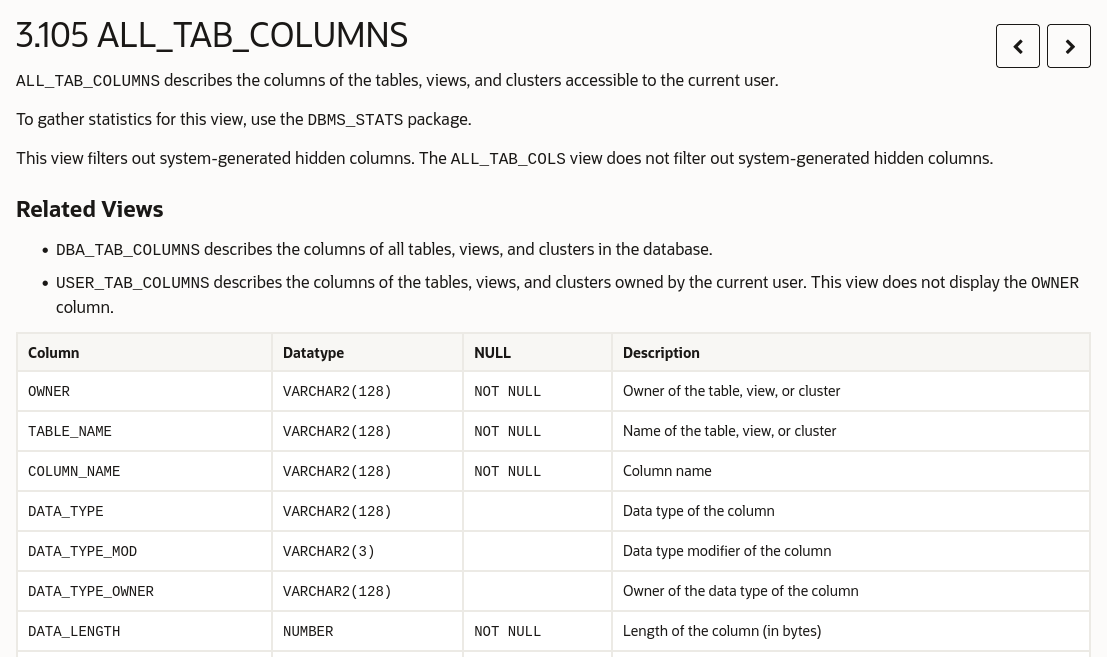 3.105 ALL_TAB_COLUMNS
ALL_TAB_COLUMNS describes the columns of the tables, views, and clusters accessible to the current user.
To gather statistics for this view, use the DBMS_STATS package.
This view filters out system-generated hidden columns. The ALL_TAB_COLS view does not filter out system-generated hidden columns.
Related Views
• DBA_TAB_COLUMNS describes the columns of all tables, views, and clusters in the database.
• USER_TAB_COLUMNS describes the columns of the tables, views, and clusters owned by the current user. This view does not display the OWNER
column.
Column Datatype NULL Description
OWNER VARCHAR2(128) NOT NULL Owner of the table, view, or cluster
TABLE_NAME VARCHAR2(128) NOT NULL Name of the table, view, or cluster
COLUMN_NAME VARCHAR2(128) NOT NULL Column name
DATA_TYPE VARCHAR2(128) Data type of the column
DATA_TYPE_MOD VARCHAR2(3) Data type modifier of the column
DATA_TYPE_OWNER VARCHAR2(128) Owner of the data type of the column
DATA_LENGTH NUMBER NOT NULL Length of the column (in bytes)